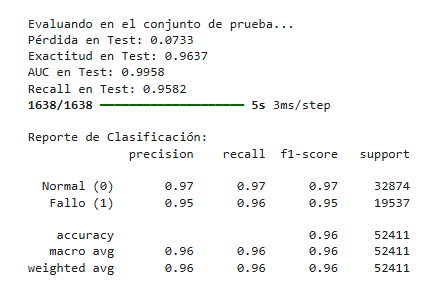 Evaluando en el conjunto de prueba...
Pérdida en Test: 0.0733
Exactitud en Test: 0.9637
AUC en Test: 0.9958
Recall en Test: 0.9582
1638/1638 ━━━━━━━━━━━━━━━━━━━━ 5s 3ms/step
Reporte de Clasificación:
precision recall f1-score support
Normal (0) 0.97 0.97 0.97 32874
Fallo (1) 0.95 0.96 0.95 19537
accuracy 0.96 52411
macro avg 0.96 0.96 0.96 52411
weighted avg 0.96 0.96 0.96 52411